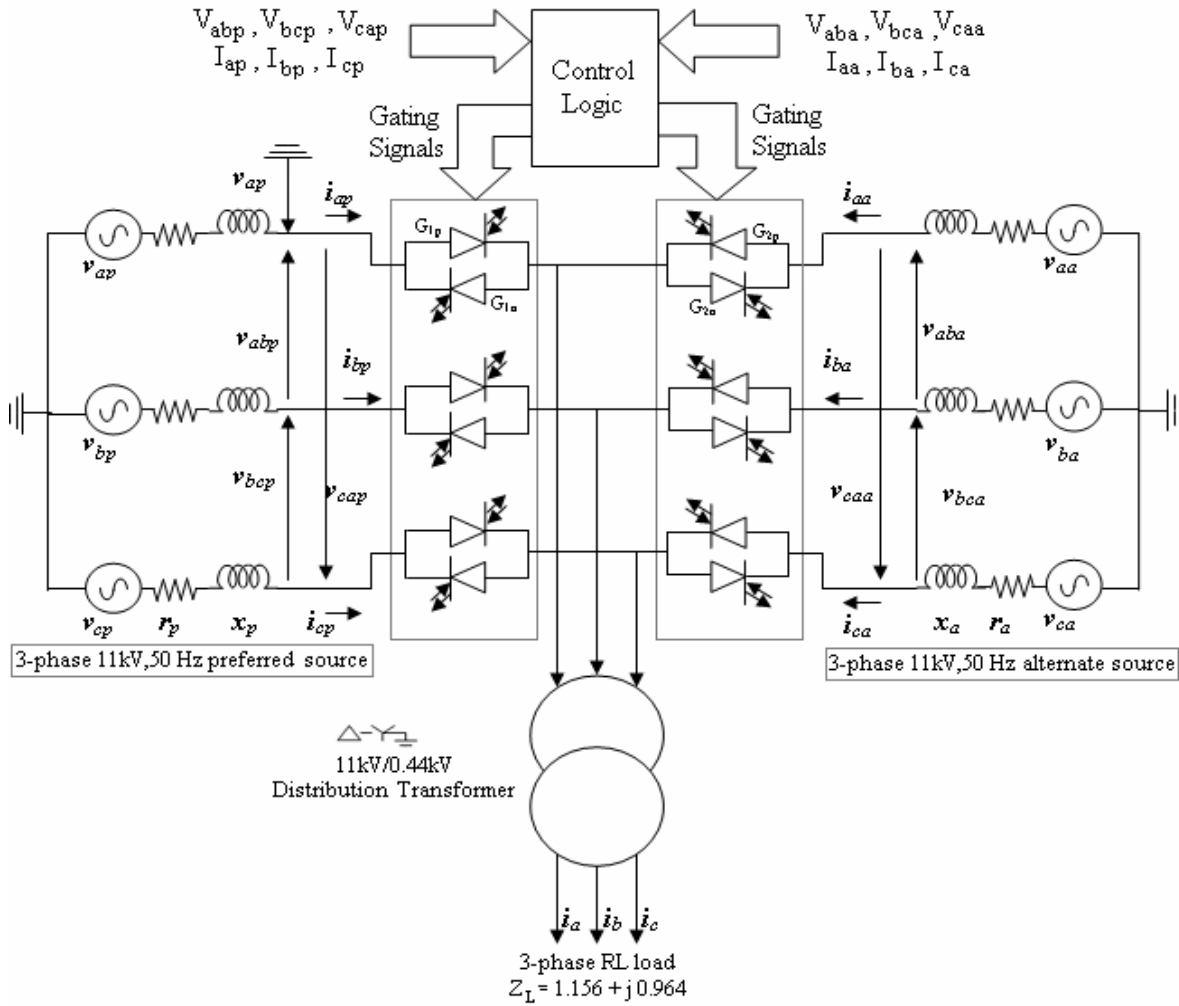 V_abp , V_bcp , V_cap
I_ap , I_bp , I_cp
V_aba , V_bca , V_caa
I_aa , I_ba , I_ca
Control
Logic
Gating
Signals
Gating
Signals
v_ap
i_ap
i_aa
G_1p
G_2p
v_ap
v_aa
G_1n
G_2n
v_abp
i_bp
i_ba
v_aba
v_bp
v_ba
v_bcp
v_cap
v_caa
v_bca
v_cp
r_p
x_p
i_cp
i_ca
x_a
r_a
v_ca
3-phase 11kV,50 Hz preferred source
3-phase 11kV,50 Hz alternate source
11kV/0.44kV
Distribution Transformer
i_a
i_b
i_c
3-phase RL load
Z_L = 1.156 + j 0.964